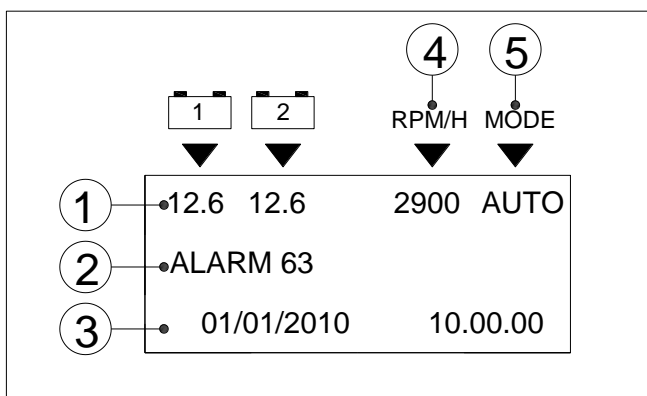 4 5
1 2 RPM/H MODE
1 12.6 12.6 2900 AUTO
2 ALARM 63
3 01/01/2010 10.00.00